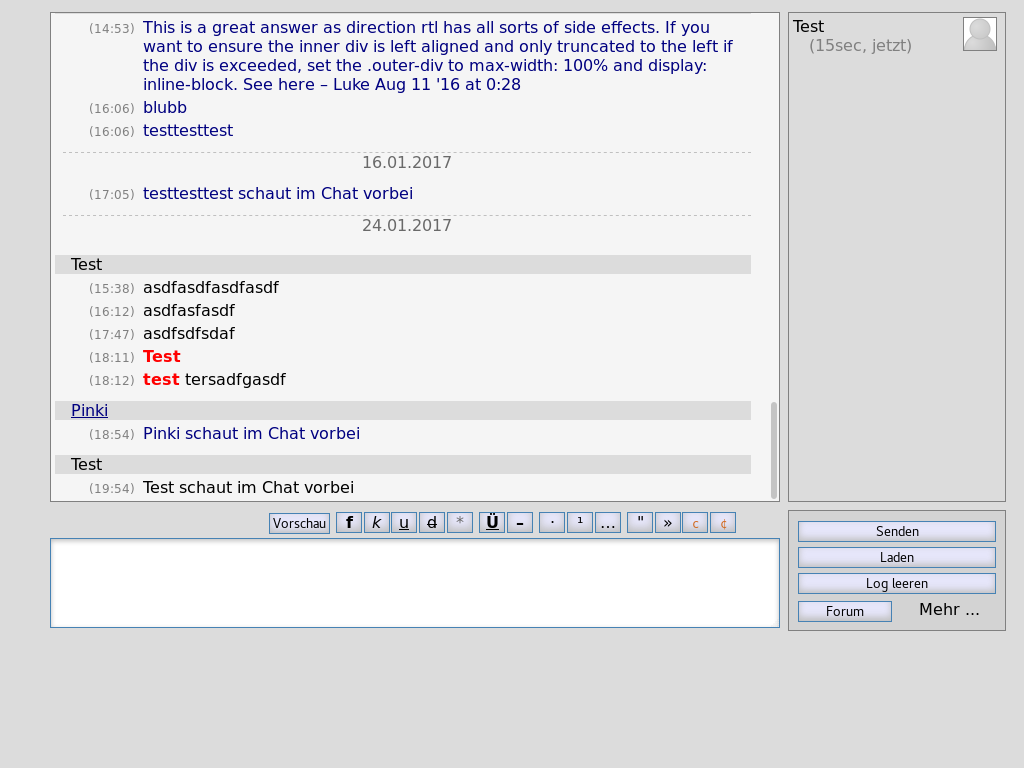 (14:53) This is a great answer as direction rtl has all sorts of side effects. If you
want to ensure the inner div is left aligned and only truncated to the left if
the div is exceeded, set the .outer-div to max-width: 100% and display:
inline-block. See here – Luke Aug 11 '16 at 0:28
(16:06) blubb
(16:06) testtesttest
16.01.2017
(17:05) testtesttest schaut im Chat vorbei
24.01.2017
Test
(15:38) asdfasdfasdfasdf
(16:12) asdfasfasdf
(17:47) asdfsdfsdaf
(18:11) Test
(18:12) test tersadfgasdf
Pinki
(18:54) Pinki schaut im Chat vorbei
Test
(19:54) Test schaut im Chat vorbei
Test
(15sec, jetzt)
Vorschau f k u d * Ü – · ¹ … " » c ¢
Senden
Laden
Log leeren
Forum Mehr ...